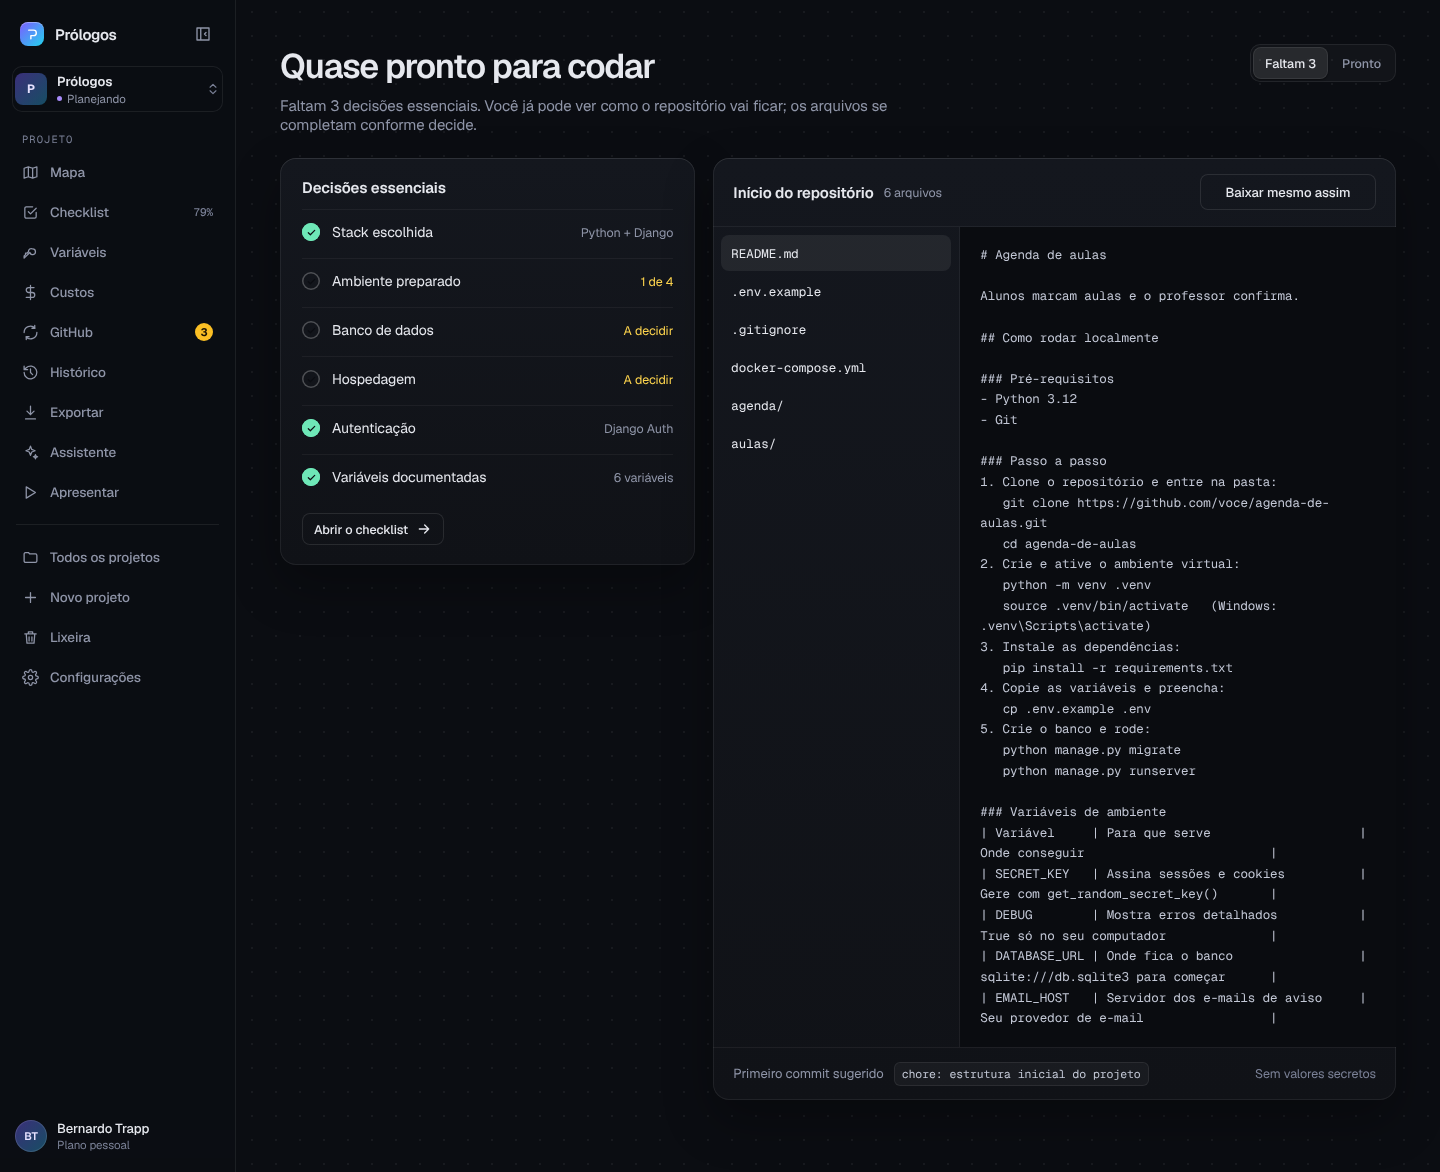 Prólogos
P
Prólogos
Planejando
PROJETO
Mapa
Checklist 79%
Variáveis
Custos
GitHub 3
Histórico
Exportar
Assistente
Apresentar
Todos os projetos
Novo projeto
Lixeira
Configurações
BT
Bernardo Trapp
Plano pessoal
Quase pronto para codar
Faltam 3 Pronto
Faltam 3 decisões essenciais. Você já pode ver como o repositório vai ficar; os arquivos se
completam conforme decide.
Decisões essenciais
Stack escolhida Python + Django
Ambiente preparado 1 de 4
Banco de dados A decidir
Hospedagem A decidir
Autenticação Django Auth
Variáveis documentadas 6 variáveis
Abrir o checklist →
Início do repositório 6 arquivos
Baixar mesmo assim
README.md
.env.example
.gitignore
docker-compose.yml
agenda/
aulas/
# Agenda de aulas
Alunos marcam aulas e o professor confirma.
## Como rodar localmente
### Pré-requisitos
- Python 3.12
- Git
### Passo a passo
1. Clone o repositório e entre na pasta:
git clone https://github.com/voce/agenda-de-
aulas.git
cd agenda-de-aulas
2. Crie e ative o ambiente virtual:
python -m venv .venv
source .venv/bin/activate (Windows:
.venv\Scripts\activate)
3. Instale as dependências:
pip install -r requirements.txt
4. Copie as variáveis e preencha:
cp .env.example .env
5. Crie o banco e rode:
python manage.py migrate
python manage.py runserver
### Variáveis de ambiente
| Variável | Para que serve |
Onde conseguir |
| SECRET_KEY | Assina sessões e cookies |
Gere com get_random_secret_key() |
| DEBUG | Mostra erros detalhados |
True só no seu computador |
| DATABASE_URL | Onde fica o banco |
sqlite:///db.sqlite3 para começar |
| EMAIL_HOST | Servidor dos e-mails de aviso |
Seu provedor de e-mail |
Primeiro commit sugerido chore: estrutura inicial do projeto
Sem valores secretos